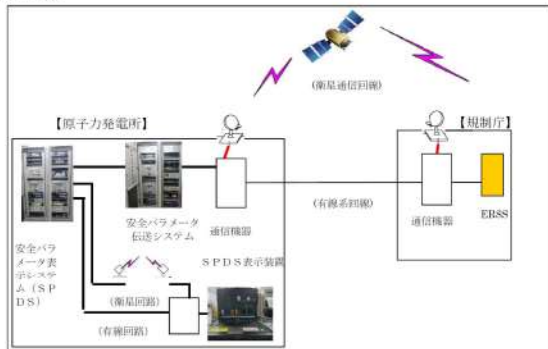 (衛星通信回線)
【原子力発電所】
【規制庁】
安全パラメータ
伝送システム
通信機器
(有線系回線)
通信機器
ERSS
安全パラ
メータ表
示システ
ム(SP
DS)
SPDS表示装置
(衛星回路)
(有線回路)